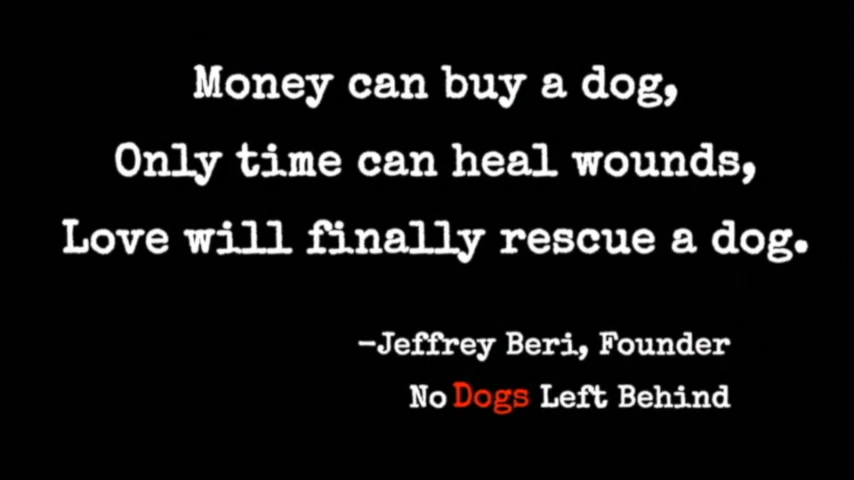 Money can buy a dog,
Only time can heal wounds,
Love will finally rescue a dog.
-Jeffrey Beri, Founder
No Dogs Left Behind